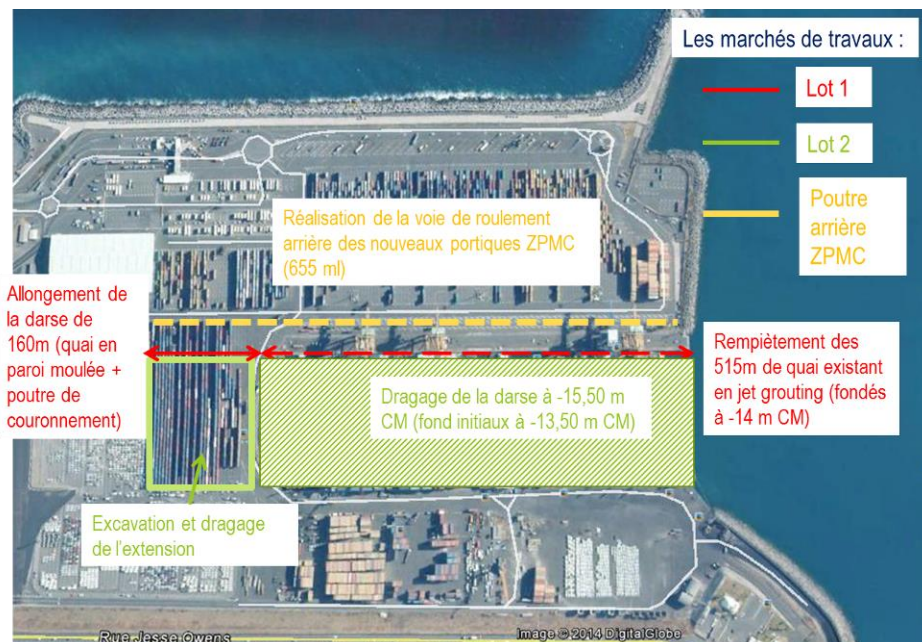 Les marchés de travaux :
Lot 1
Lot 2
Poutre
arrière
ZPMC
Réalisation de la voie de roulement
arrière des nouveaux portiques ZPMC
(655 ml)
Allongement de
la darse de
160m (quai en
paroi moulée +
poutre de
couronnement)
Rempiètement des
515m de quai existant
en jet grouting (fondés
à -14 m CM)
Dragage de la darse à -15,50 m
CM (fond initiaux à -13,50 m CM)
Excavation et dragage
de l'extension
Rue Jesse Owens
Image © 2014 DigitalGlobe